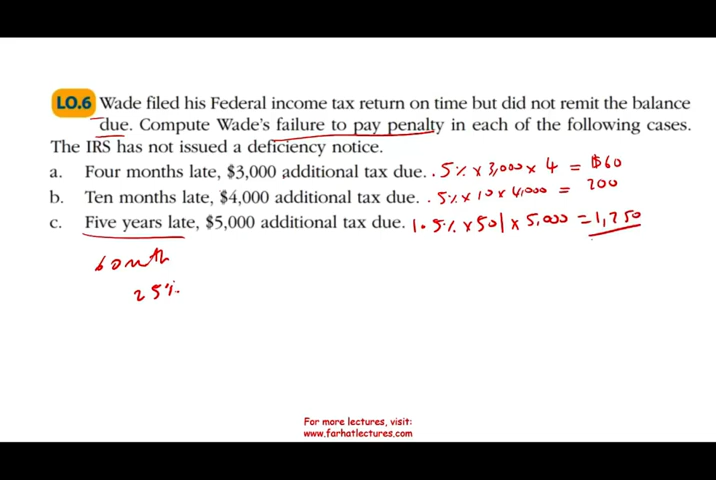 LO.6 Wade filed his Federal income tax return on time but did not remit the balance
due. Compute Wade's failure to pay penalty in each of the following cases.
The IRS has not issued a deficiency notice.
a. Four months late, $3,000 additional tax due. .5% x 3,000 x 4 = $60
b. Ten months late, $4,000 additional tax due. .5% x 10 x 4,000 = 200
c. Five years late, $5,000 additional tax due. .5% x 50 x 5,000 = 1,250
60 month
25%
For more lectures, visit:
www.farhatlectures.com